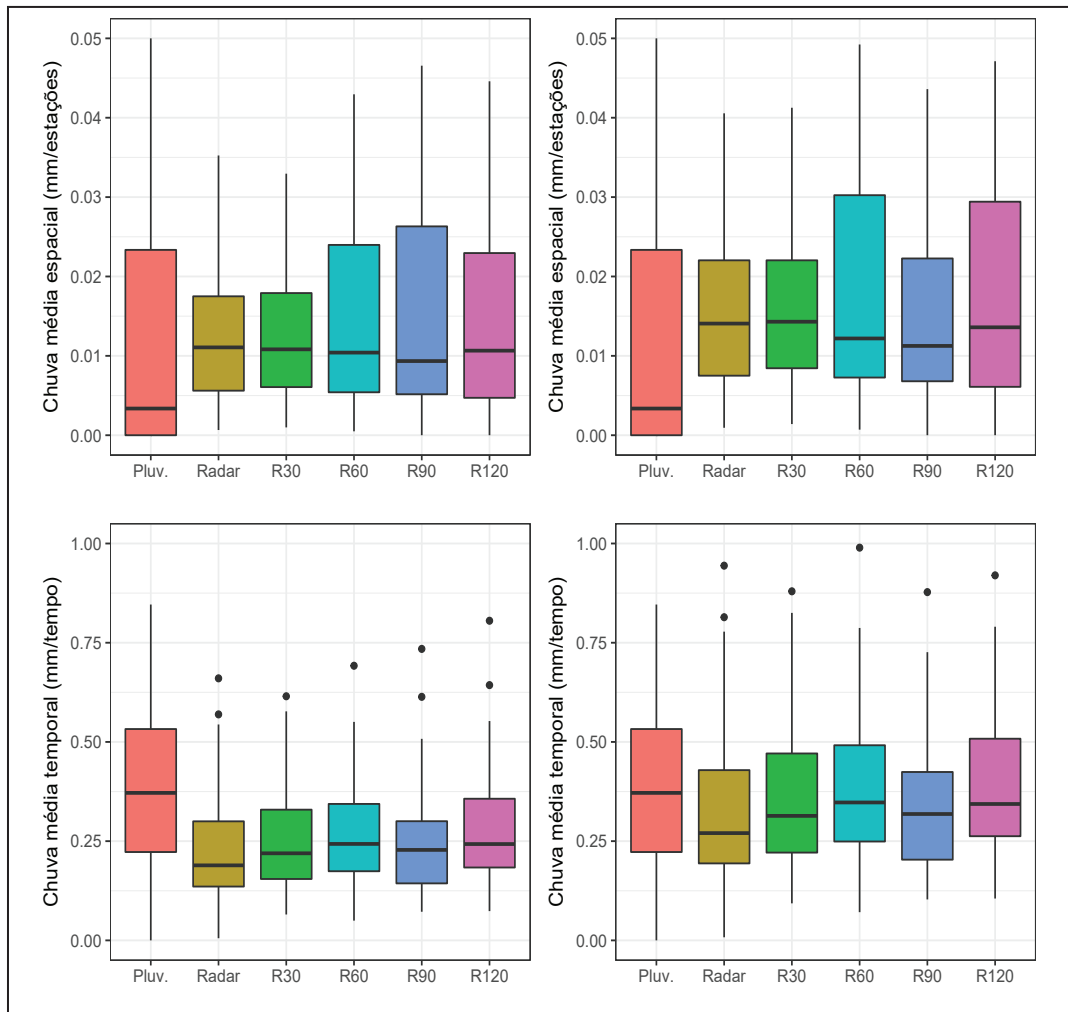 Chuva média espacial (mm/estações)
0.05
0.04
0.03
0.02
0.01
0.00
Pluv. Radar R30 R60 R90 R120
Chuva média espacial (mm/estações)
0.05
0.04
0.03
0.02
0.01
0.00
Pluv. Radar R30 R60 R90 R120
Chuva média temporal (mm/tempo)
1.00
0.75
0.50
0.25
0.00
Pluv. Radar R30 R60 R90 R120
Chuva média temporal (mm/tempo)
1.00
0.75
0.50
0.25
0.00
Pluv. Radar R30 R60 R90 R120